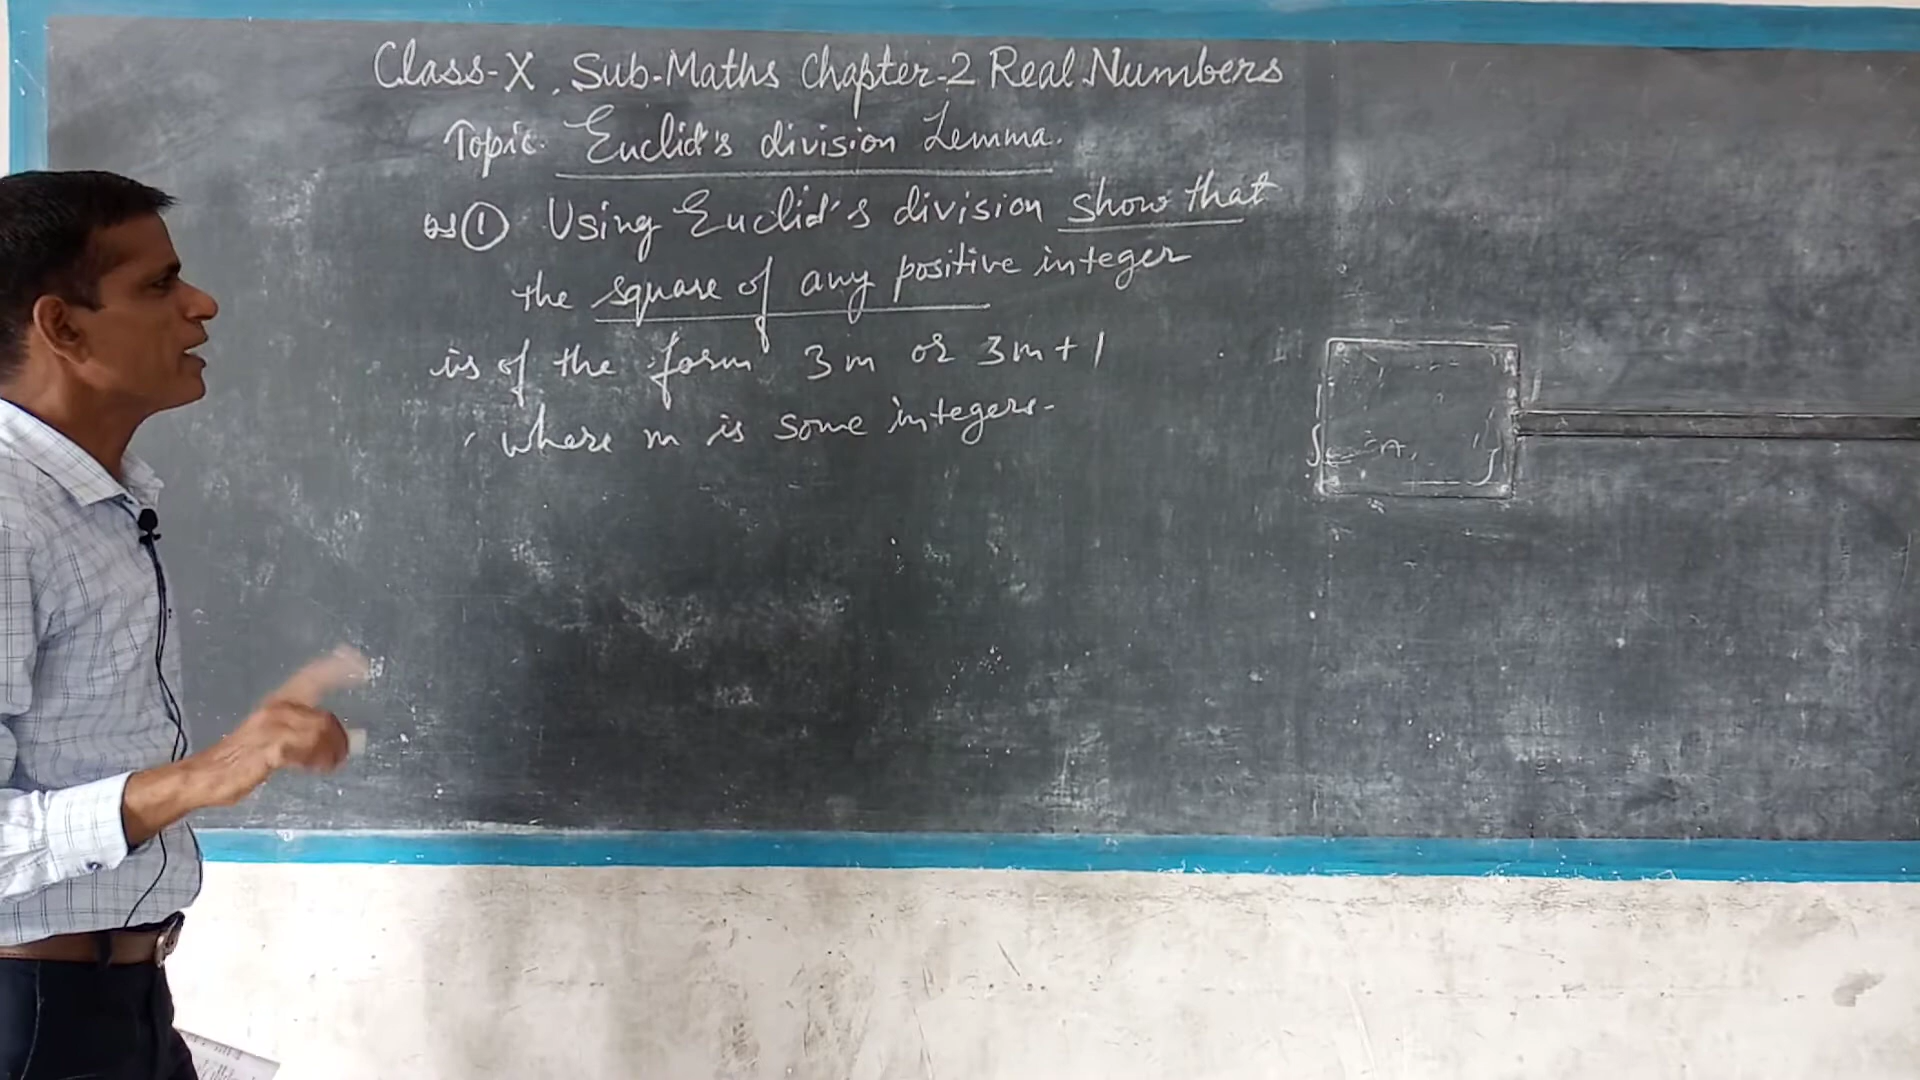 Class-X, Sub-Maths Chapter-2 Real Numbers
Topic. Euclid's division Lemma.
① Using Euclid's division show that
the square of any positive integer
is of the form 3m or 3m+1
, where m is some integers.